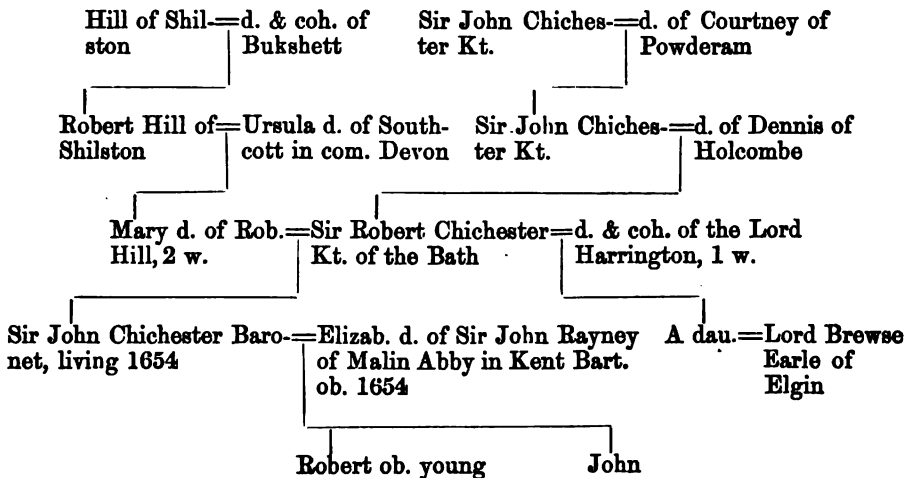 Hill of Shil-=d. & coh. of Sir John Chiches-=d. of Courtney of
ston Bukshett ter Kt. Powderam
Robert Hill of=Ursula d. of South- Sir John Chiches-=d. of Dennis of
Shilston cott in com. Devon ter Kt. Holcombe
Mary d. of Rob.=Sir Robert Chichester=d. & coh. of the Lord
Hill, 2 w. Kt. of the Bath Harrington, 1 w.
Sir John Chichester Baro-=Elizab. d. of Sir John Rayney A dau.=Lord Brewse
net, living 1654 of Malin Abby in Kent Bart. Earle of
ob. 1654 Elgin
Robert ob. young John